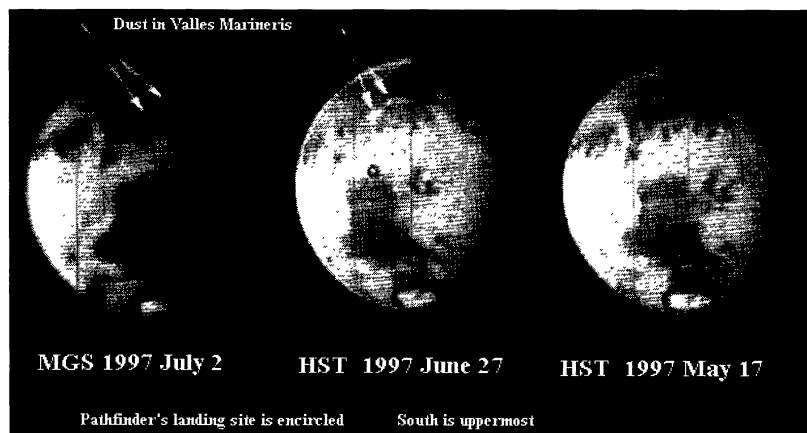 Dust in Valles Marineris
MGS 1997 July 2
HST 1997 June 27
HST 1997 May 17
Pathfinder's landing site is encircled
South is uppermost